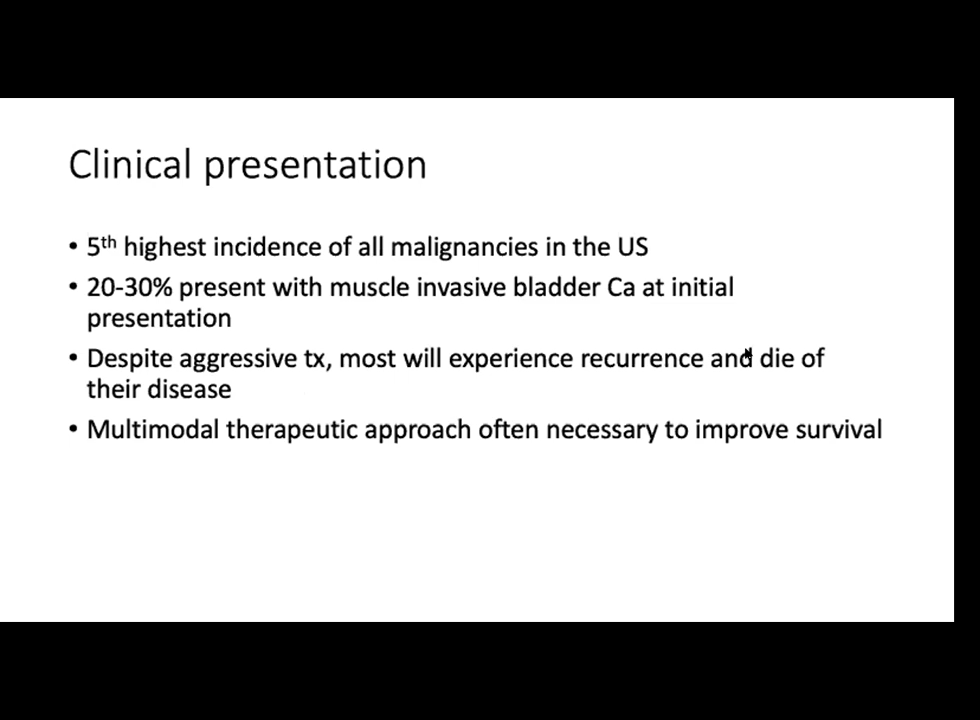 Clinical presentation
• 5th highest incidence of all malignancies in the US
• 20-30% present with muscle invasive bladder Ca at initial
presentation
• Despite aggressive tx, most will experience recurrence and die of
their disease
• Multimodal therapeutic approach often necessary to improve survival